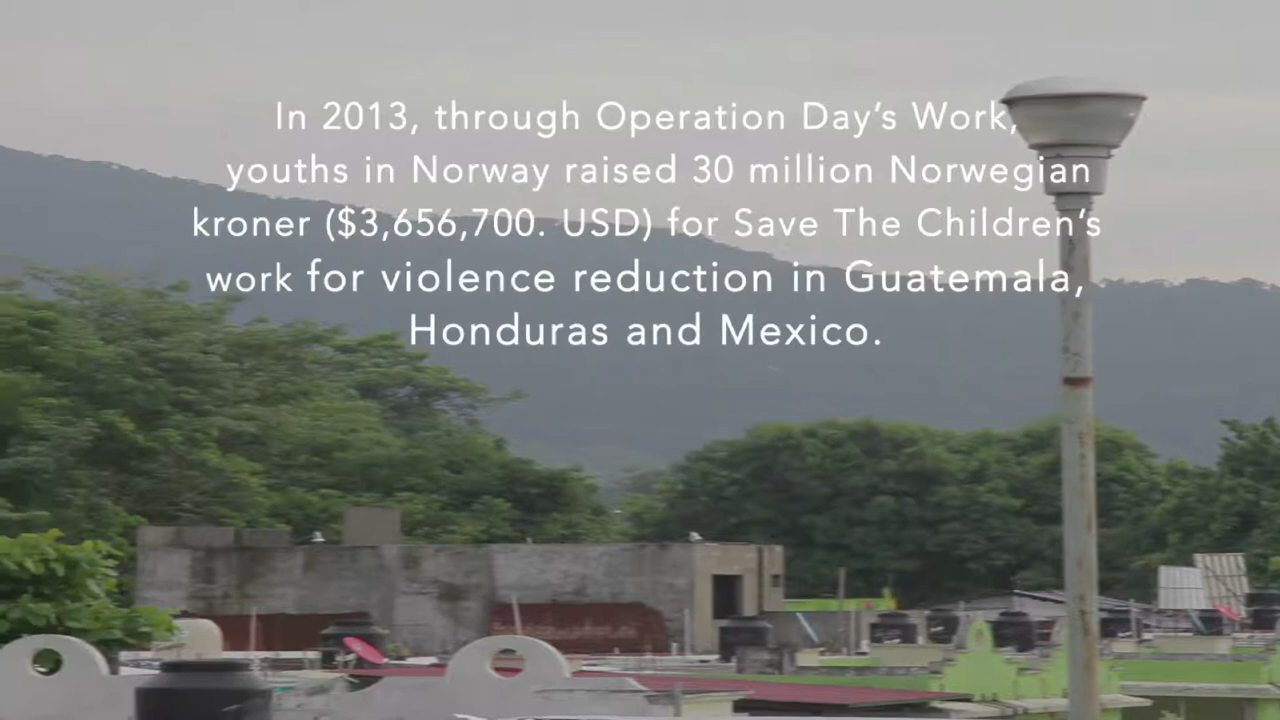 In 2013, through Operation Day's Work,
youths in Norway raised 30 million Norwegian
kroner ($3,656,700. USD) for Save The Children's
work for violence reduction in Guatemala,
Honduras and Mexico.